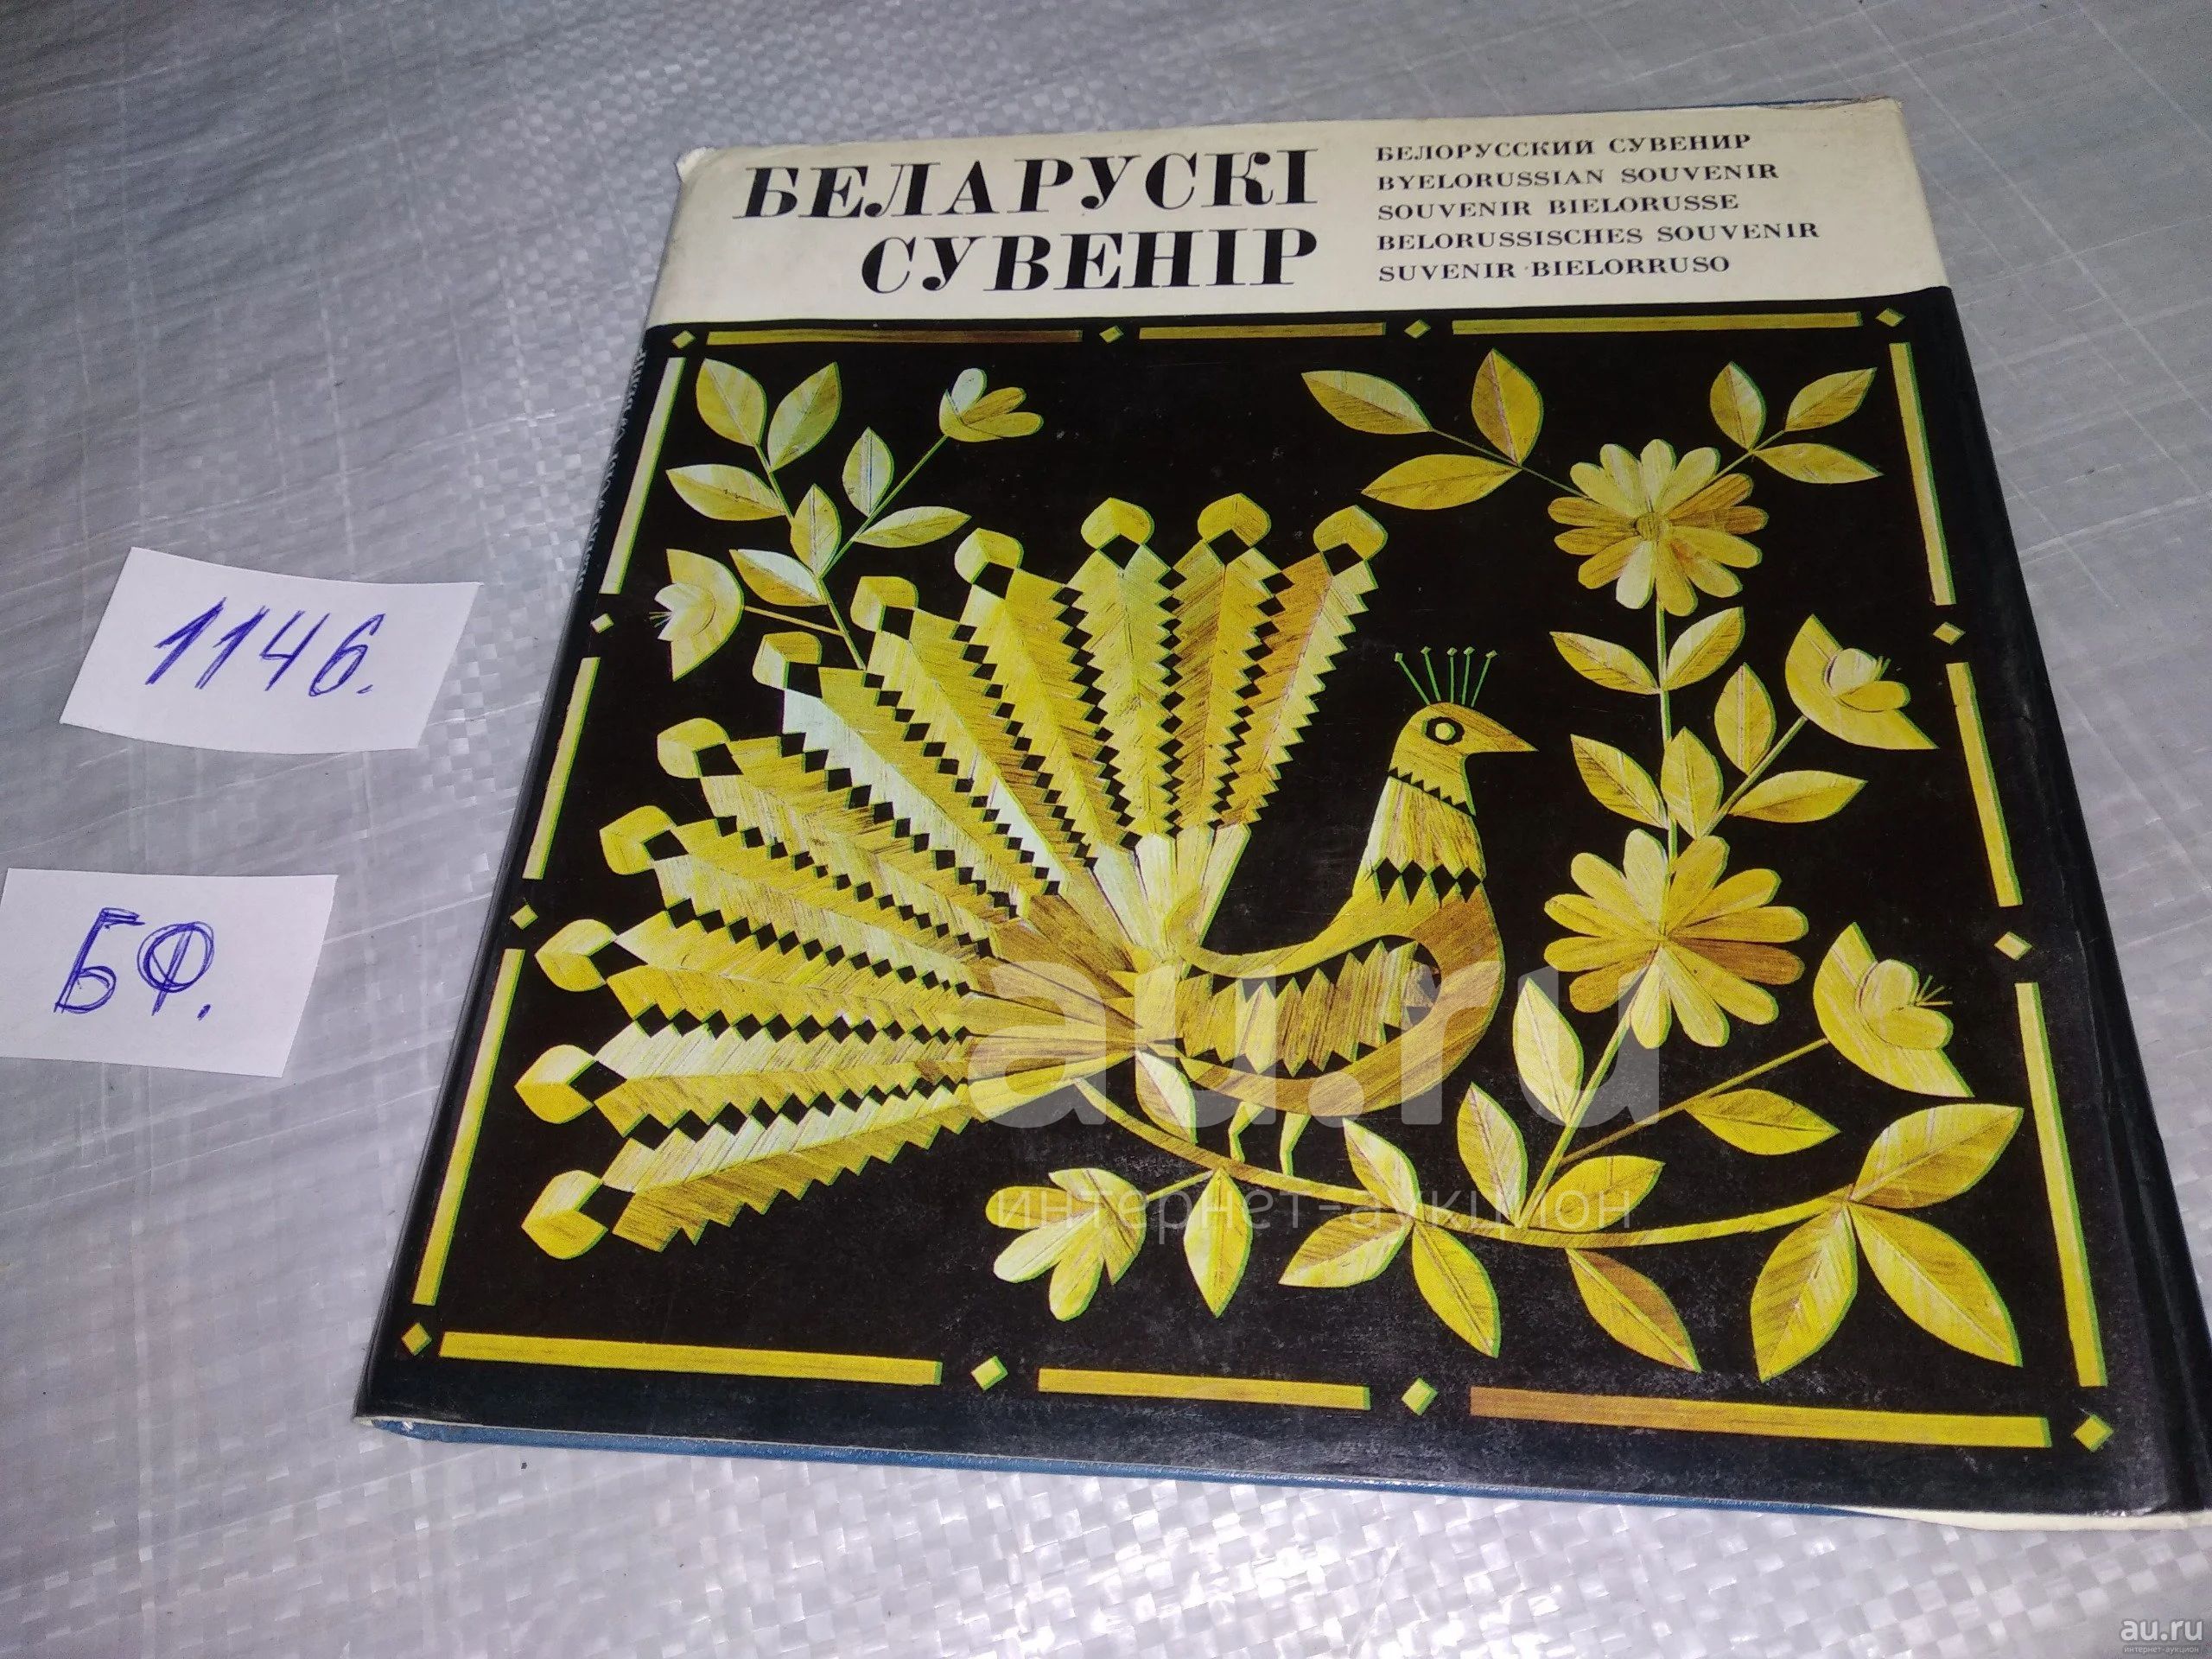 БЕЛАРУСКІ
СУВЕНІР
БЕЛОРУССКИЙ СУВЕНИР
BYELORUSSIAN SOUVENIR
SOUVENIR BIELORUSSE
BELORUSSISCHES SOUVENIR
SUVENIR BIELORRUSO
1146.
БФ.
au.ru
интернет-аукцион
au.ru
интернет-аукцион